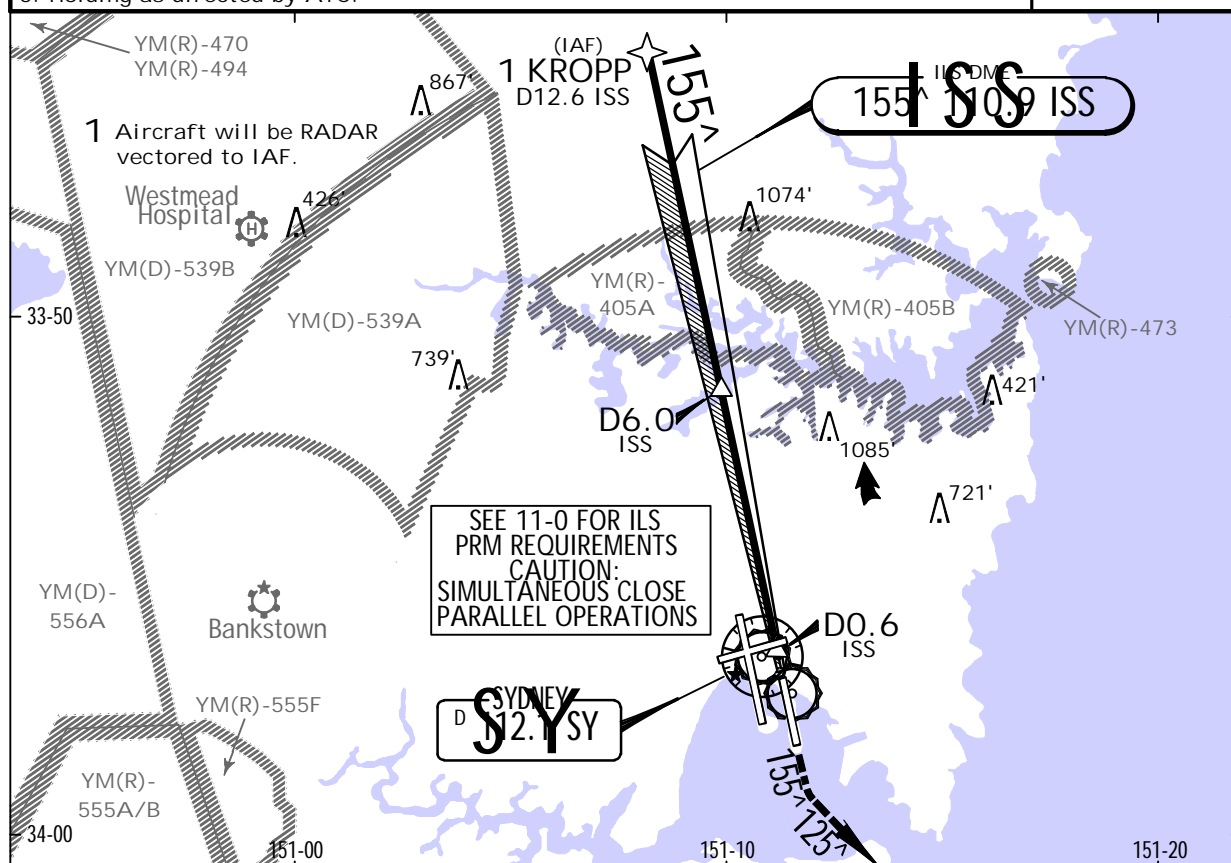 or Holding as directed by ATC.
YM(R)-470
YM(R)-494
867'
(IAF)
1 KROPP
D12.6 ISS
155^
ILS DME
155^ 110.9 ISS
ISS
1 Aircraft will be RADAR
vectored to IAF.
Westmead
Hospital
H
426'
1074'
YM(D)-539B
YM(R)-
405A
YM(R)-405B
YM(R)-473
33-50
YM(D)-539A
739'
421'
D6.0
ISS
1085'
721'
SEE 11-0 FOR ILS
PRM REQUIREMENTS
CAUTION:
SIMULTANEOUS CLOSE
PARALLEL OPERATIONS
YM(D)-
556A
Bankstown
D0.6
ISS
YM(R)-555F
SYDNEY
D 112.1 SY
SY
YM(R)-
555A/B
155^
125^
34-00
151-00
151-10
151-20